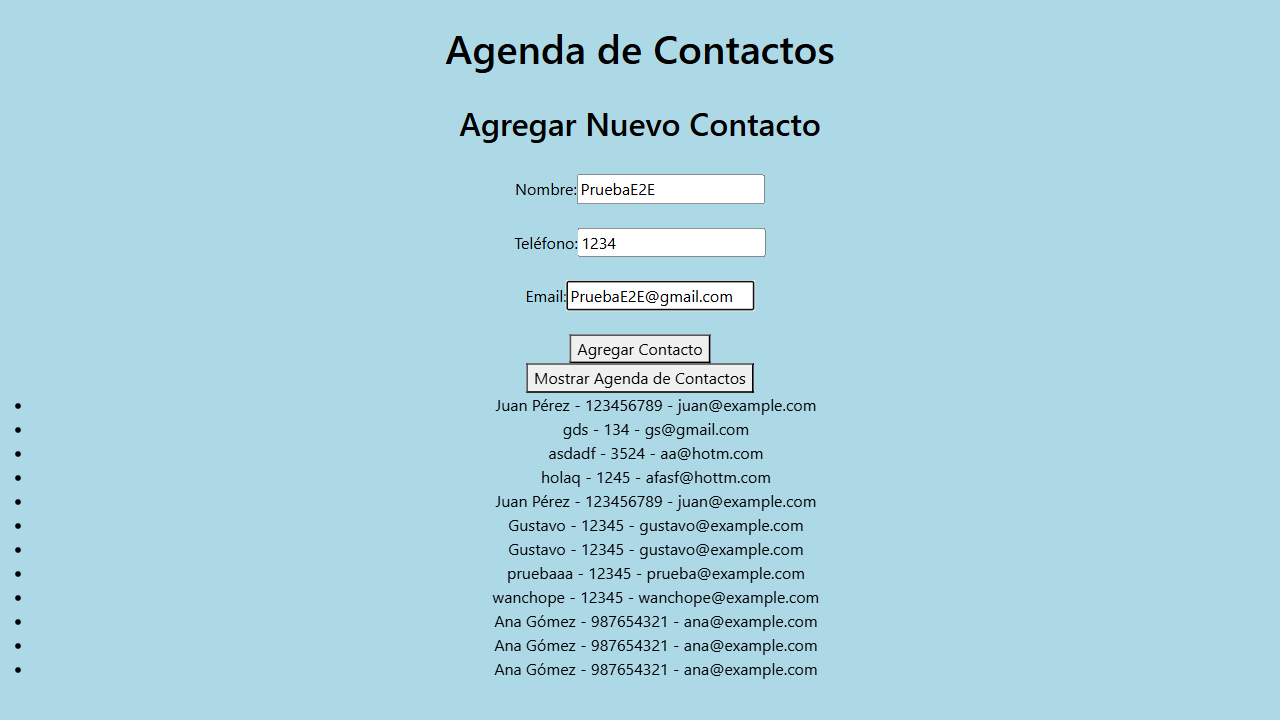 Agenda de Contactos
Agregar Nuevo Contacto
Nombre: PruebaE2E
Teléfono: 1234
Email: PruebaE2E@gmail.com
Agregar Contacto
Mostrar Agenda de Contactos
Juan Pérez - 123456789 - juan@example.com
gds - 134 - gs@gmail.com
asdadf - 3524 - aa@hotm.com
holaq - 1245 - afasf@hottm.com
Juan Pérez - 123456789 - juan@example.com
Gustavo - 12345 - gustavo@example.com
Gustavo - 12345 - gustavo@example.com
pruebaaa - 12345 - prueba@example.com
wanchope - 12345 - wanchope@example.com
Ana Gómez - 987654321 - ana@example.com
Ana Gómez - 987654321 - ana@example.com
Ana Gómez - 987654321 - ana@example.com